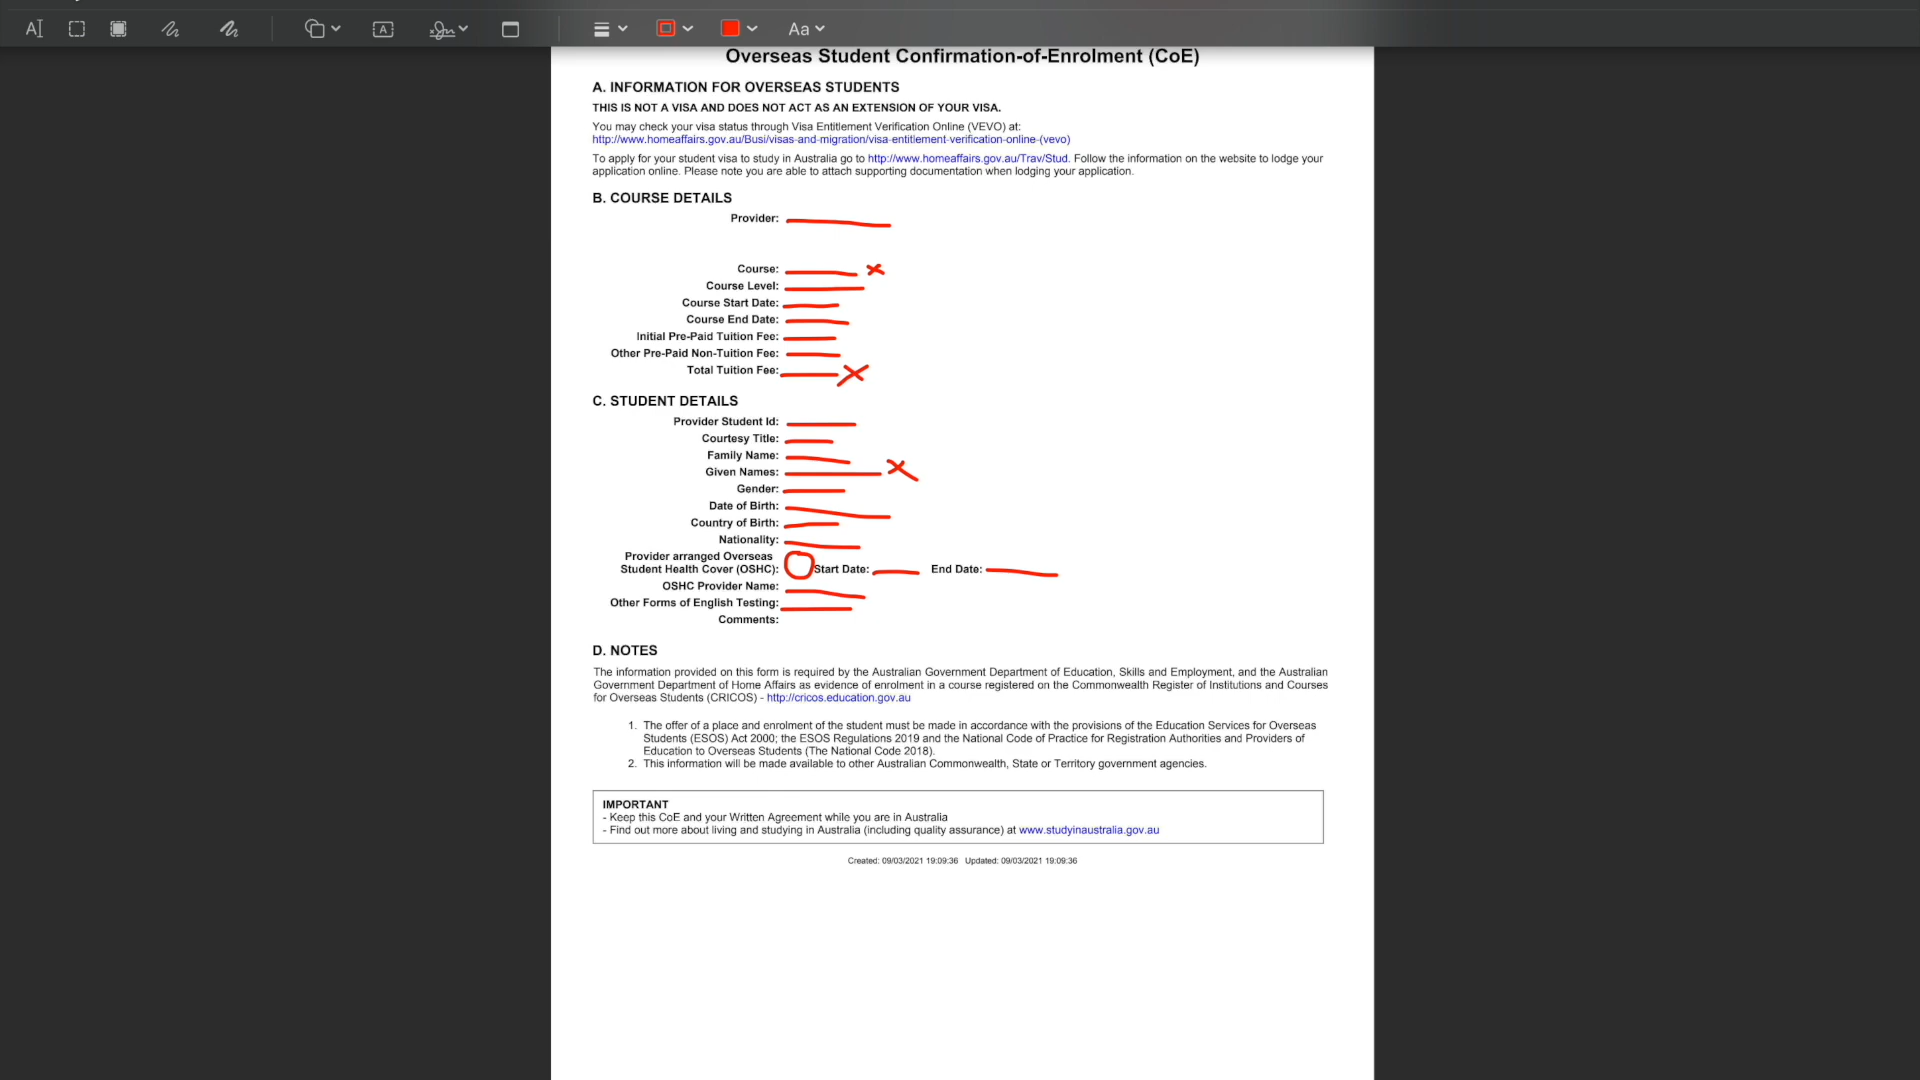 Aa
Overseas Student Confirmation-of-Enrolment (CoE)
A. INFORMATION FOR OVERSEAS STUDENTS
THIS IS NOT A VISA AND DOES NOT ACT AS AN EXTENSION OF YOUR VISA.
You may check your visa status through Visa Entitlement Verification Online (VEVO) at:
http://www.homeaffairs.gov.au/Busi/visas-and-migration/visa-entitlement-verification-online-(vevo)
To apply for your student visa to study in Australia go to http://www.homeaffairs.gov.au/Trav/Stud. Follow the information on the website to lodge your
application online. Please note you are able to attach supporting documentation when lodging your application.
B. COURSE DETAILS
Provider:
Course:
Course Level:
Course Start Date:
Course End Date:
Initial Pre-Paid Tuition Fee:
Other Pre-Paid Non-Tuition Fee:
Total Tuition Fee:
C. STUDENT DETAILS
Provider Student Id:
Courtesy Title:
Family Name:
Given Names:
Gender:
Date of Birth:
Country of Birth:
Nationality:
Provider arranged Overseas
Student Health Cover (OSHC): Start Date: End Date:
OSHC Provider Name:
Other Forms of English Testing:
Comments:
D. NOTES
The information provided on this form is required by the Australian Government Department of Education, Skills and Employment, and the Australian
Government Department of Home Affairs as evidence of enrolment in a course registered on the Commonwealth Register of Institutions and Courses
for Overseas Students (CRICOS) - http://cricos.education.gov.au
1. The offer of a place and enrolment of the student must be made in accordance with the provisions of the Education Services for Overseas
Students (ESOS) Act 2000; the ESOS Regulations 2019 and the National Code of Practice for Registration Authorities and Providers of
Education to Overseas Students (The National Code 2018).
2. This information will be made available to other Australian Commonwealth, State or Territory government agencies.
IMPORTANT
- Keep this CoE and your Written Agreement while you are in Australia
- Find out more about living and studying in Australia (including quality assurance) at www.studyinaustralia.gov.au
Created: 09/03/2021 19:09:36 Updated: 09/03/2021 19:09:36